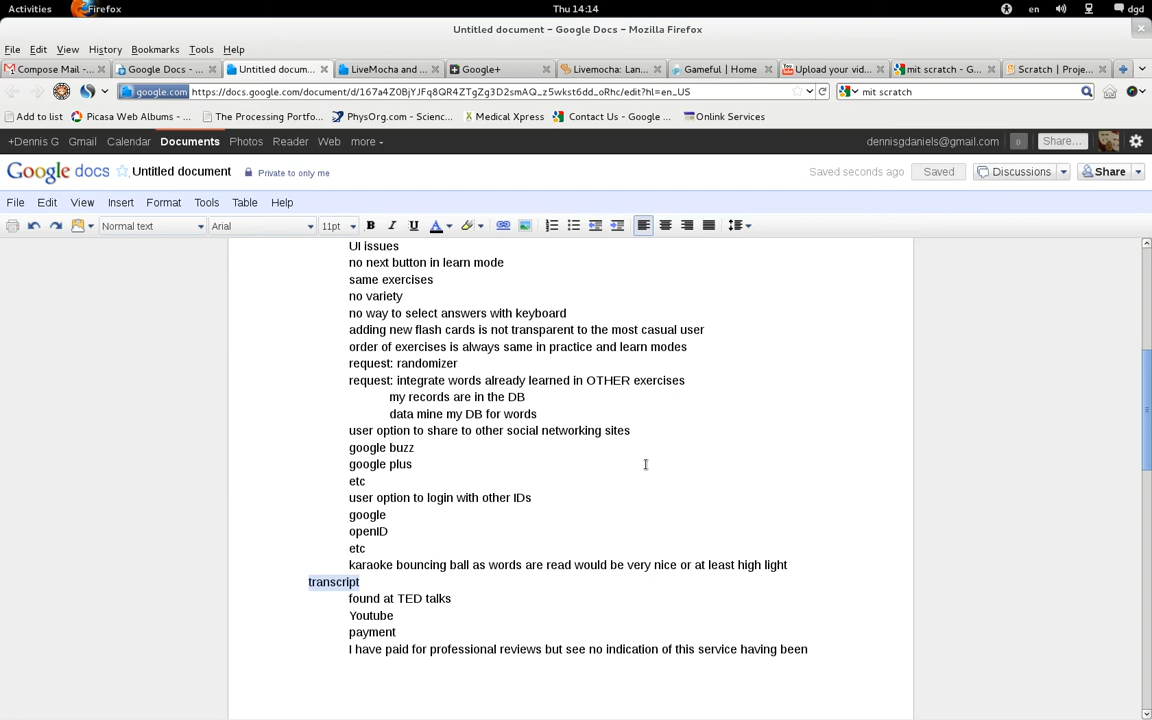 Activities Firefox Thu 14:14 en dgd
Untitled document – Google Docs – Mozilla Firefox
File Edit View History Bookmarks Tools Help
Compose Mail -... Google Docs - ... Untitled docum... LiveMocha and ... Google+ Livemocha: Lan... Gameful | Home Upload your vid... mit scratch - G... Scratch | Proje...
google.com https://docs.google.com/document/d/167a4Z0BjYJFq8QR4ZTgZg3D2smAQ_z5wkst6dd_oRhc/edit?hl=en_US mit scratch
Add to list Picasa Web Albums - ... The Processing Portfo... PhysOrg.com - Scienc... Medical Xpress Contact Us - Google ... Onlink Services
+Dennis G Gmail Calendar Documents Photos Reader Web more dennisgdaniels@gmail.com 0 Share...
Google docs Untitled document Private to only me Saved seconds ago Saved Discussions Share
File Edit View Insert Format Tools Table Help
Normal text Arial 11pt B I U A
UI issues
no next button in learn mode
same exercises
no variety
no way to select answers with keyboard
adding new flash cards is not transparent to the most casual user
order of exercises is always same in practice and learn modes
request: randomizer
request: integrate words already learned in OTHER exercises
my records are in the DB
data mine my DB for words
user option to share to other social networking sites
google buzz
google plus
etc
user option to login with other IDs
google
openID
etc
karaoke bouncing ball as words are read would be very nice or at least high light
transcript
found at TED talks
Youtube
payment
I have paid for professional reviews but see no indication of this service having been